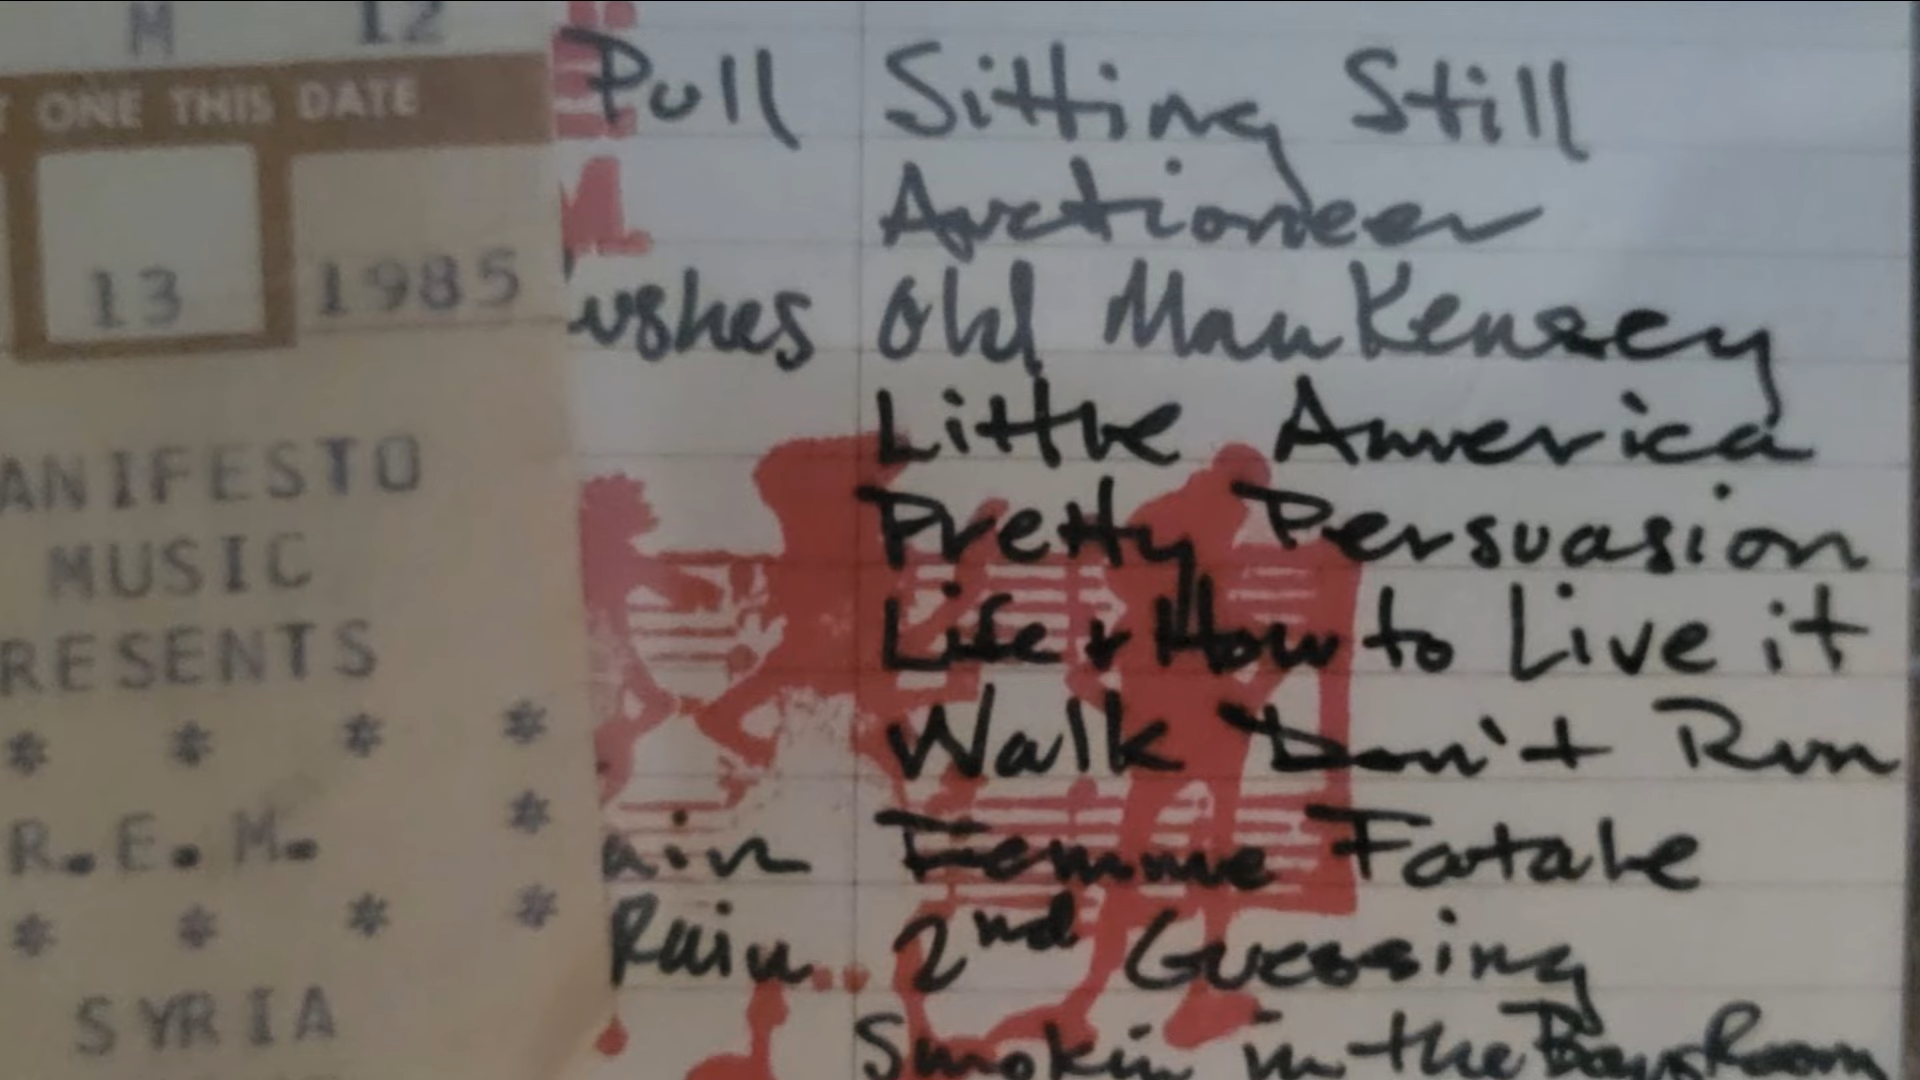 M 12
ONE THIS DATE
13 1985
ANIFESTO
MUSIC
RESENTS
* * * *
R.E.M. *
* * * *
SYRIA
Pull Sitting Still
Auctioneer
ushes Old Man Kensey
Little America
Pretty Persuasion
Life & How to Live it
Walk Don't Run
ain Femme Fatale
Rain 2nd Guessing
Smokin in the Boys Room